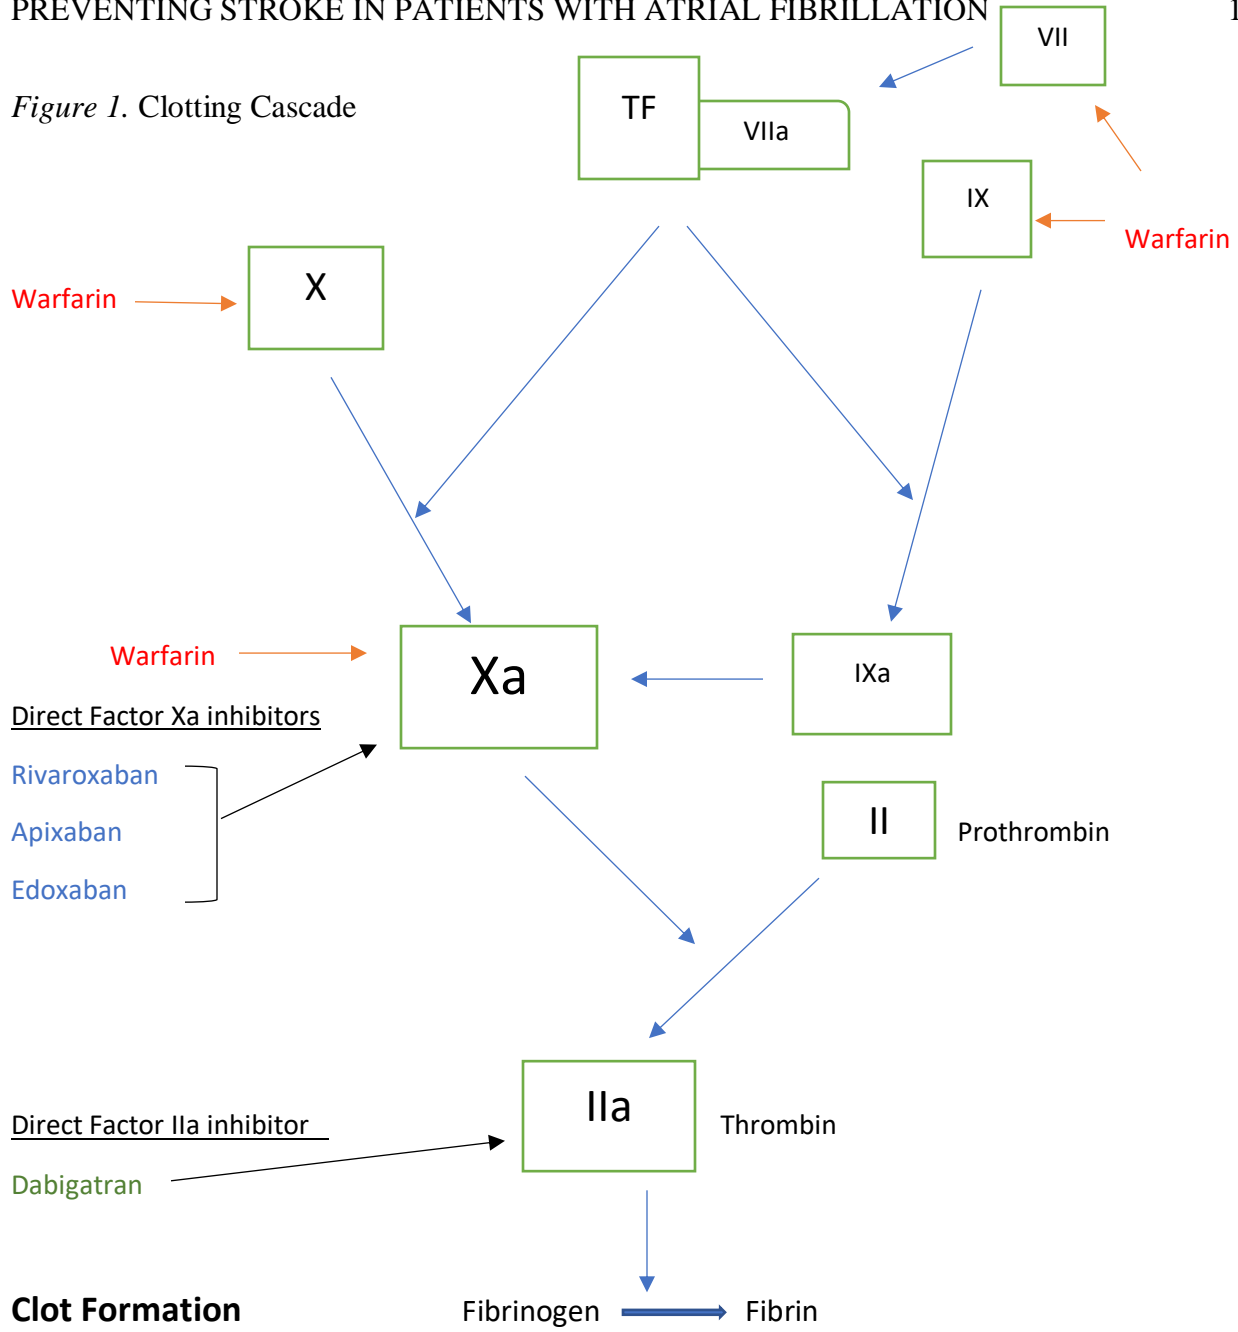 PREVENTING STROKE IN PATIENTS WITH ATRIAL FIBRILLATION 1
VII
Figure 1. Clotting Cascade
TF
VIIa
IX
Warfarin
X
Warfarin
Warfarin
Xa
IXa
Direct Factor Xa inhibitors
Rivaroxaban
Apixaban
Edoxaban
II
Prothrombin
IIa
Thrombin
Direct Factor IIa inhibitor
Dabigatran
Clot Formation
Fibrinogen
Fibrin